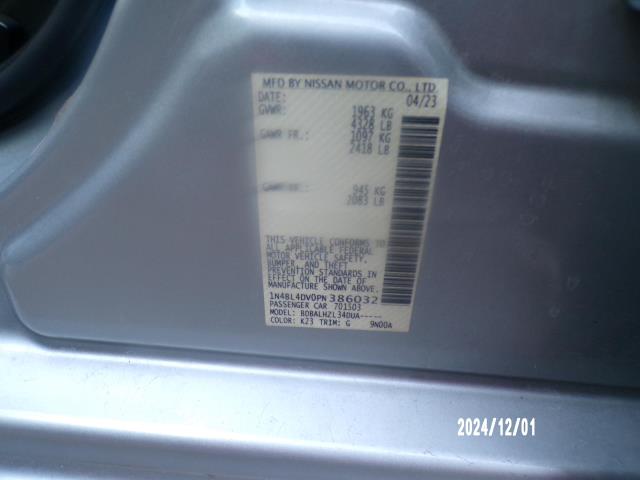 MFD BY NISSAN MOTOR CO., LTD.
DATE: 04/23
GVWR: 1963 KG
4328 LB
GAWR FR.: 1097 KG
2418 LB
GAWR RR.: 945 KG
2083 LB
THIS VEHICLE CONFORMS TO
ALL APPLICABLE FEDERAL
MOTOR VEHICLE SAFETY,
BUMPER, AND THEFT
PREVENTION STANDARDS IN
EFFECT ON THE DATE OF
MANUFACTURE SHOWN ABOVE.
1N4BL4DV0PN386032
PASSENGER CAR 701503
MODEL: BDBALHZL34DUA-----
COLOR: K23 TRIM: G 9N00A
2024/12/01